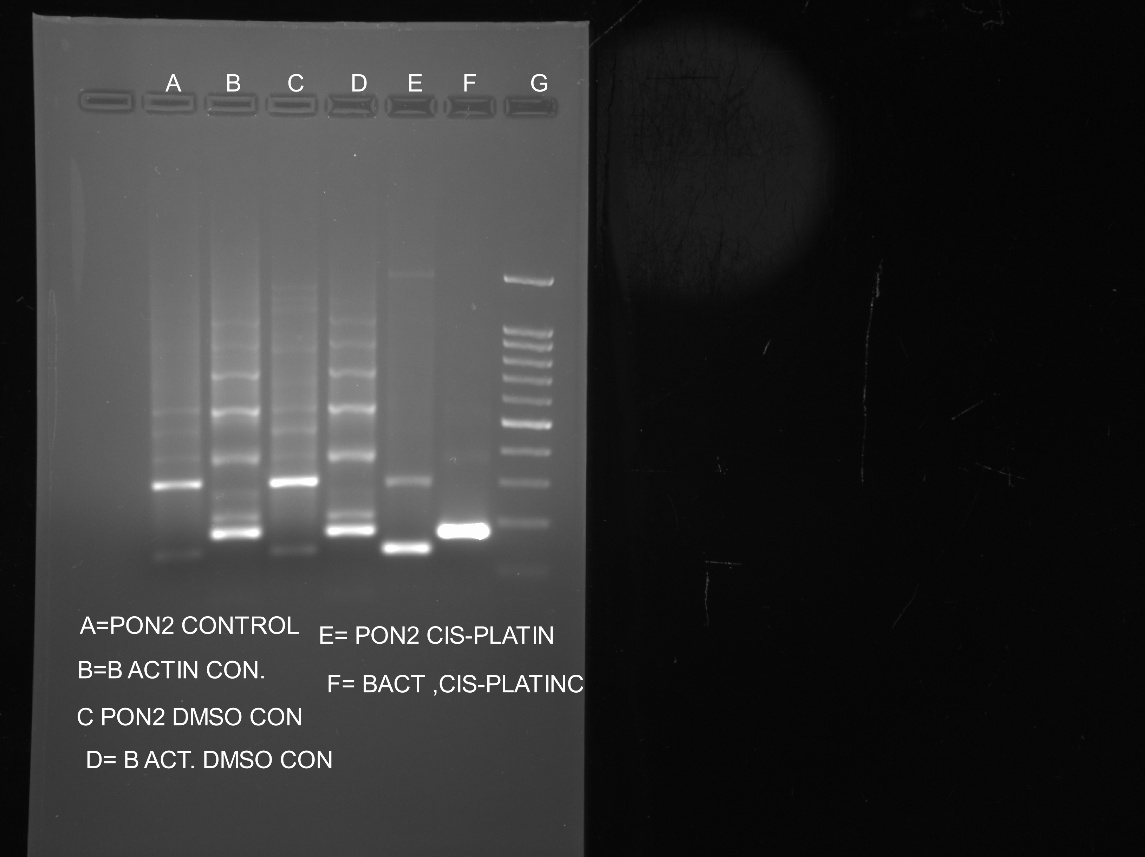 A B C D E F G
A=PON2 CONTROL
B=B ACTIN CON.
C PON2 DMSO CON
D= B ACT. DMSO CON
E= PON2 CIS-PLATIN
F= BACT ,CIS-PLATINC